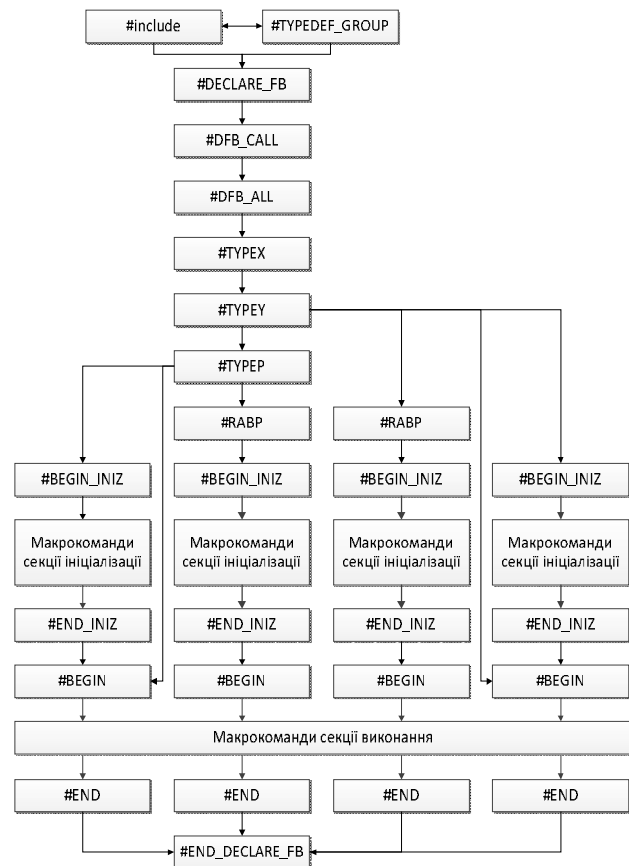 #include
#TYPEDEF_GROUP
#DECLARE_FB
#DFB_CALL
#DFB_ALL
#TYPEX
#TYPEY
#TYPEP
#RABP
#RABP
#BEGIN_INIZ
#BEGIN_INIZ
#BEGIN_INIZ
#BEGIN_INIZ
Макрокоманди
секції ініціалізації
Макрокоманди
секції ініціалізації
Макрокоманди
секції ініціалізації
Макрокоманди
секції ініціалізації
#END_INIZ
#END_INIZ
#END_INIZ
#END_INIZ
#BEGIN
#BEGIN
#BEGIN
#BEGIN
Макрокоманди секції виконання
#END
#END
#END
#END
#END_DECLARE_FB